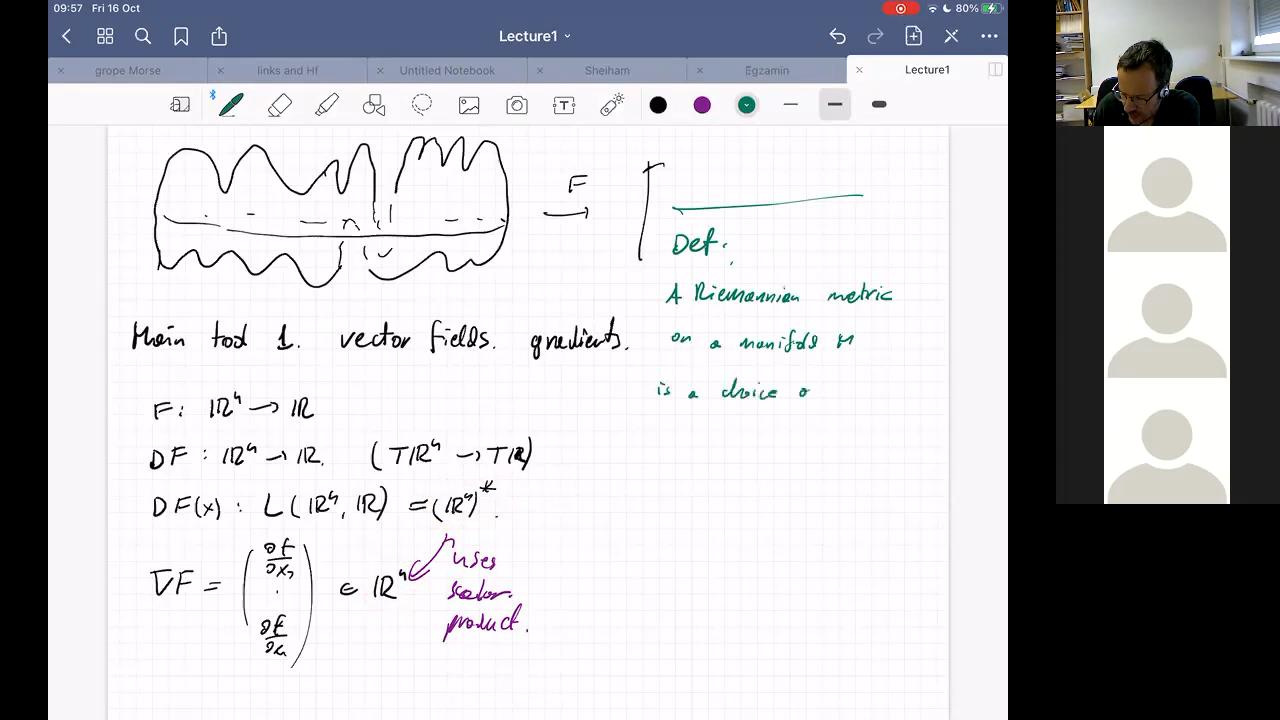 09:57 Fri 16 Oct
80%
Lecture1
grope Morse
links and Hf
Untitled Notebook
Sheiham
Egzamin
Lecture1
F
Def.
A Riemannian metric
on a manifold M
is a choice o
Main tool 1. vector fields. gradients.
F: ℝⁿ → ℝ
DF: ℝⁿ → ℝ. (Tℝⁿ → Tℝ)
DF(x): L(ℝⁿ, ℝ) = (ℝⁿ)*.
∇F = (∂f/∂x₁ . ∂f/∂xₙ) ∈ ℝⁿ
uses
scalar.
product.